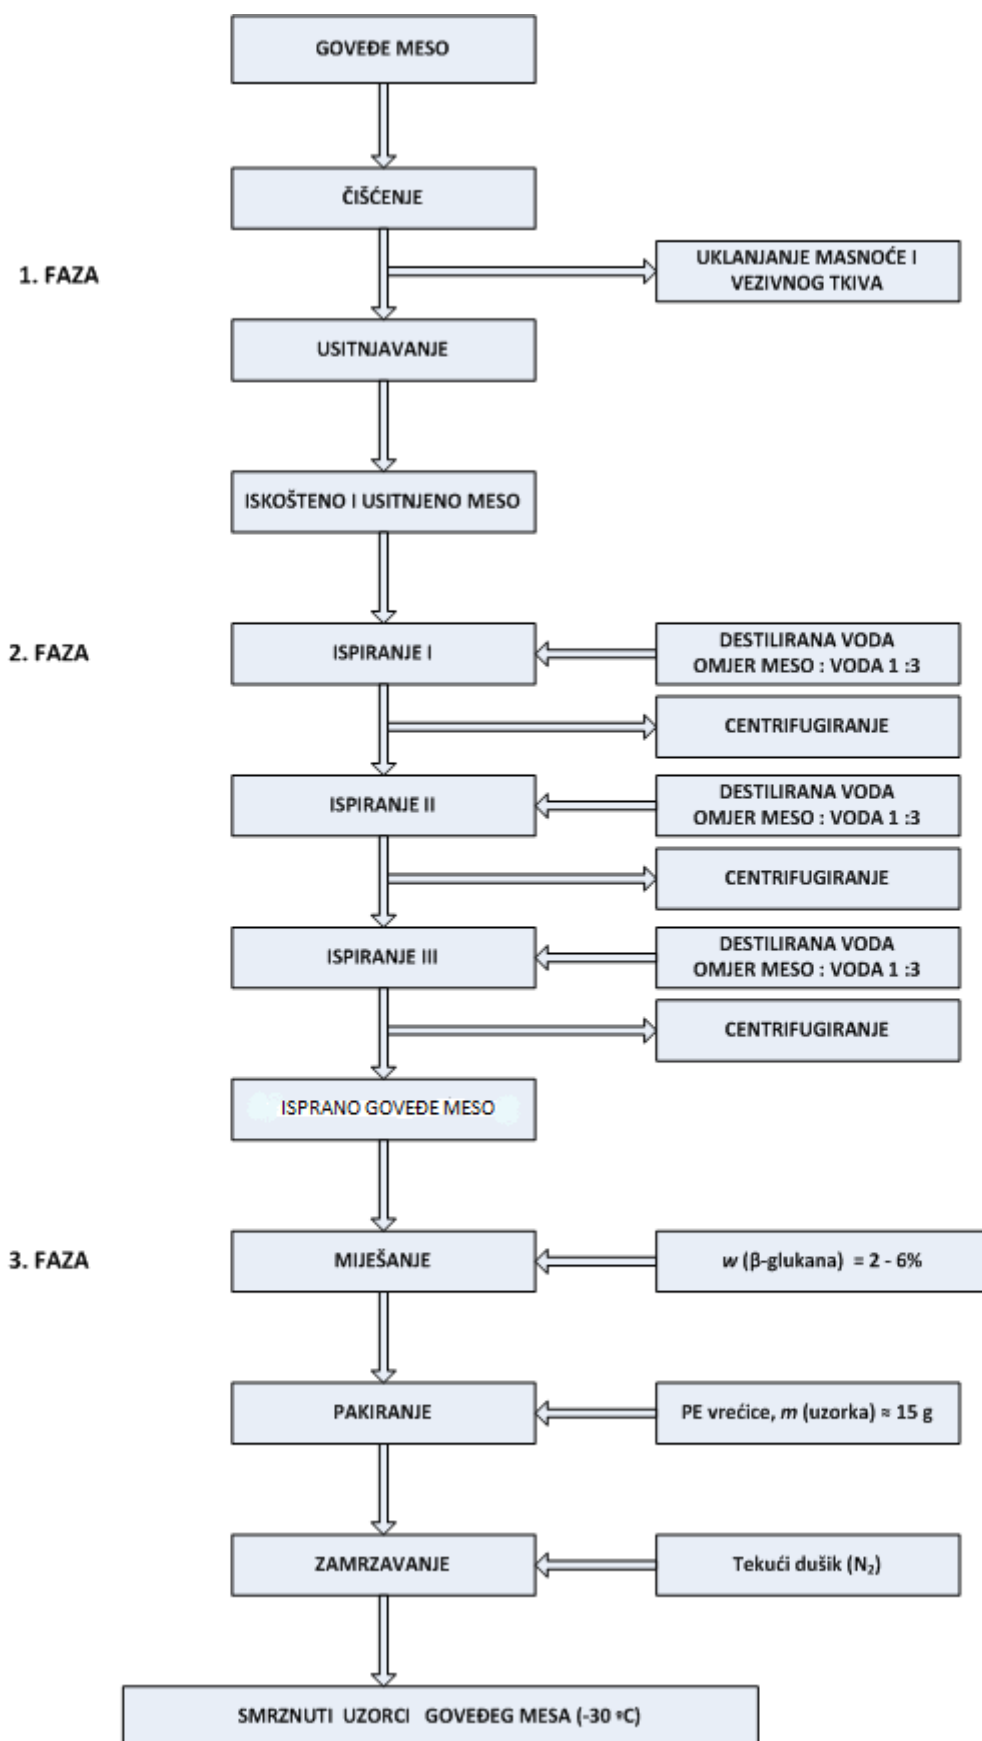 GOVEĐE MESO
ČIŠĆENJE
1. FAZA
UKLANJANJE MASNOĆE I
VEZIVNOG TKIVA
USITNJAVANJE
ISKOŠTENO I USITNJENO MESO
2. FAZA
ISPIRANJE I
DESTILIRANA VODA
OMJER MESO : VODA 1 :3
CENTRIFUGIRANJE
ISPIRANJE II
DESTILIRANA VODA
OMJER MESO : VODA 1 :3
CENTRIFUGIRANJE
ISPIRANJE III
DESTILIRANA VODA
OMJER MESO : VODA 1 :3
CENTRIFUGIRANJE
ISPRANO GOVEĐE MESO
3. FAZA
MIJEŠANJE
w (β-glukana) = 2 - 6%
PAKIRANJE
PE vrećice, m (uzorka) ≈ 15 g
ZAMRZAVANJE
Tekući dušik (N₂)
SMRZNUTI UZORCI GOVEĐEG MESA (-30 ºC)